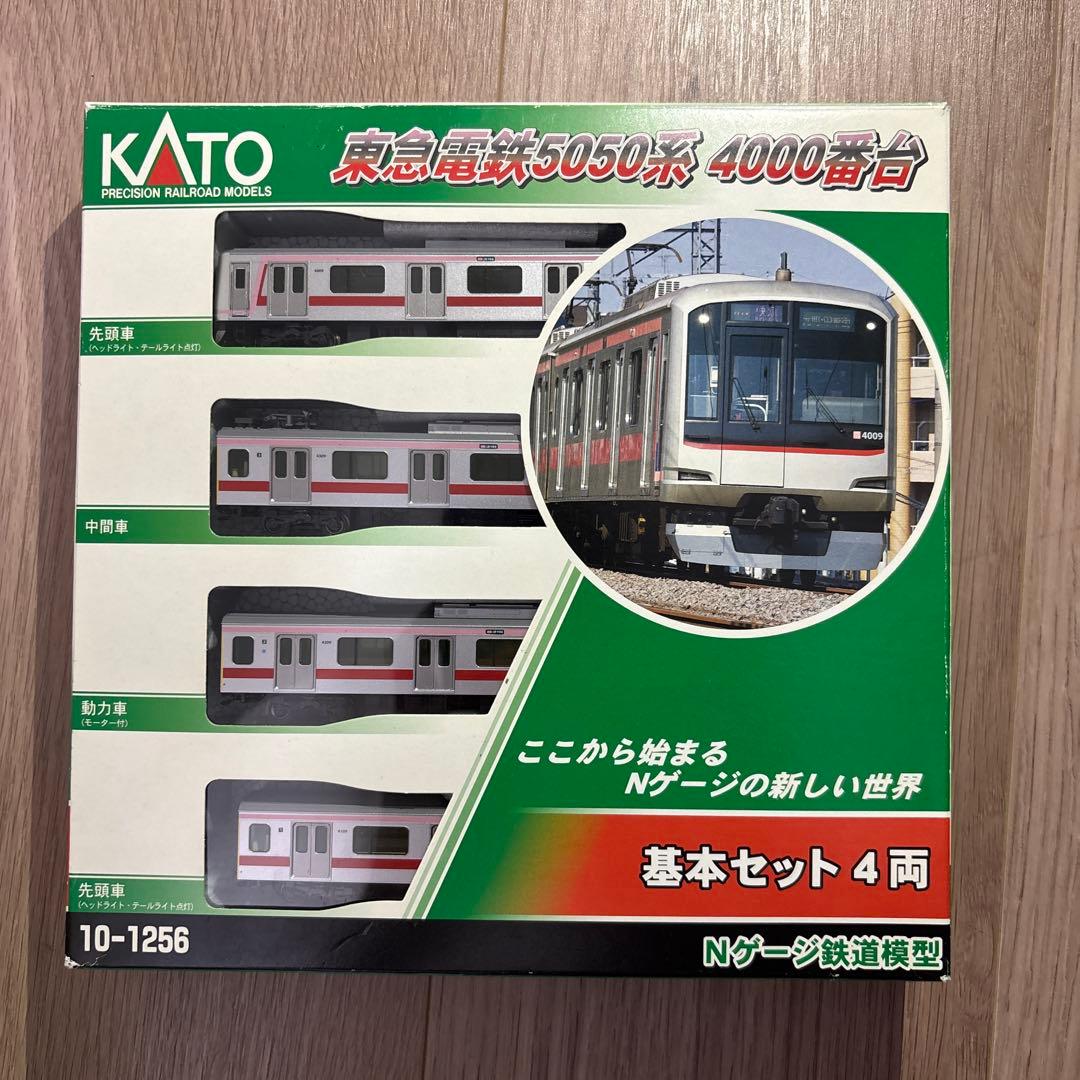 KATO
PRECISION RAILROAD MODELS
東急電鉄5050系 4000番台
先頭車
(ヘッドライト・テールライト点灯)
4009
中間車
動力車
(モーター付)
ここから始まる
Nゲージの新しい世界
先頭車
(ヘッドライト・テールライト点灯)
基本セット 4両
10-1256
Nゲージ鉄道模型